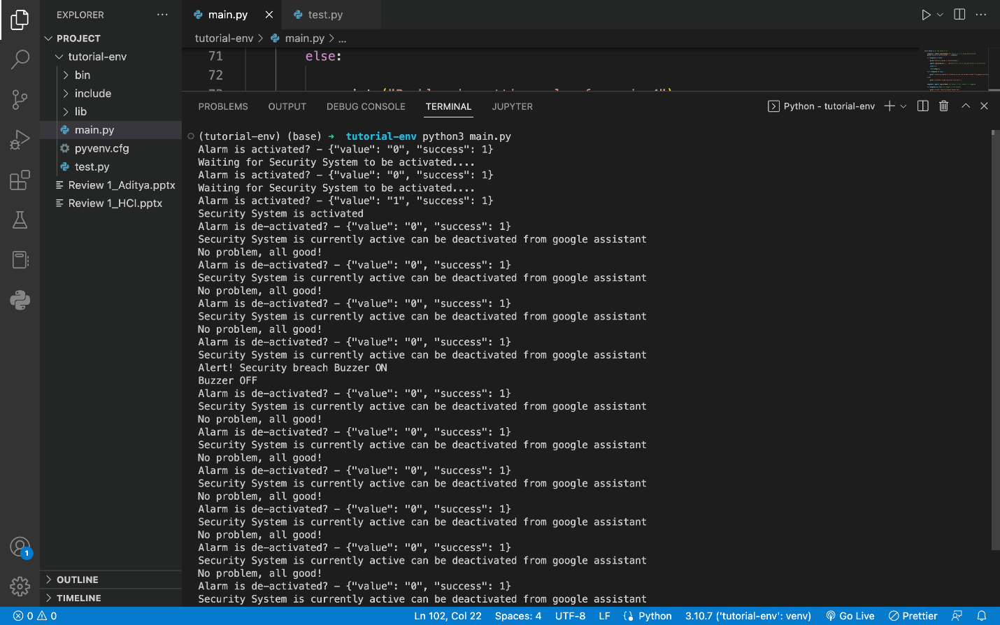 EXPLORER
main.py
test.py
PROJECT
tutorial-env > main.py > ...
tutorial-env
71 else:
bin
72
include
PROBLEMS OUTPUT DEBUG CONSOLE TERMINAL JUPYTER Python - tutorial-env
lib
main.py
pyvenv.cfg
test.py
Review 1_Aditya.pptx
Review 1_HCI.pptx
(tutorial-env) (base) → tutorial-env python3 main.py
Alarm is activated? - {"value": "0", "success": 1}
Waiting for Security System to be activated....
Alarm is activated? - {"value": "0", "success": 1}
Waiting for Security System to be activated....
Alarm is activated? - {"value": "1", "success": 1}
Security System is activated
Alarm is de-activated? - {"value": "0", "success": 1}
Security System is currently active can be deactivated from google assistant
No problem, all good!
Alarm is de-activated? - {"value": "0", "success": 1}
Security System is currently active can be deactivated from google assistant
No problem, all good!
Alarm is de-activated? - {"value": "0", "success": 1}
Security System is currently active can be deactivated from google assistant
No problem, all good!
Alarm is de-activated? - {"value": "0", "success": 1}
Security System is currently active can be deactivated from google assistant
Alert! Security breach Buzzer ON
Buzzer OFF
Alarm is de-activated? - {"value": "0", "success": 1}
Security System is currently active can be deactivated from google assistant
No problem, all good!
Alarm is de-activated? - {"value": "0", "success": 1}
Security System is currently active can be deactivated from google assistant
No problem, all good!
Alarm is de-activated? - {"value": "0", "success": 1}
Security System is currently active can be deactivated from google assistant
No problem, all good!
Alarm is de-activated? - {"value": "0", "success": 1}
Security System is currently active can be deactivated from google assistant
No problem, all good!
Alarm is de-activated? - {"value": "0", "success": 1}
Security System is currently active can be deactivated from google assistant
No problem, all good!
Alarm is de-activated? - {"value": "0", "success": 1}
Security System is currently active can be deactivated from google assistant
1
OUTLINE
TIMELINE
0 0 Ln 102, Col 22 Spaces: 4 UTF-8 LF Python 3.10.7 ('tutorial-env': venv) Go Live Prettier